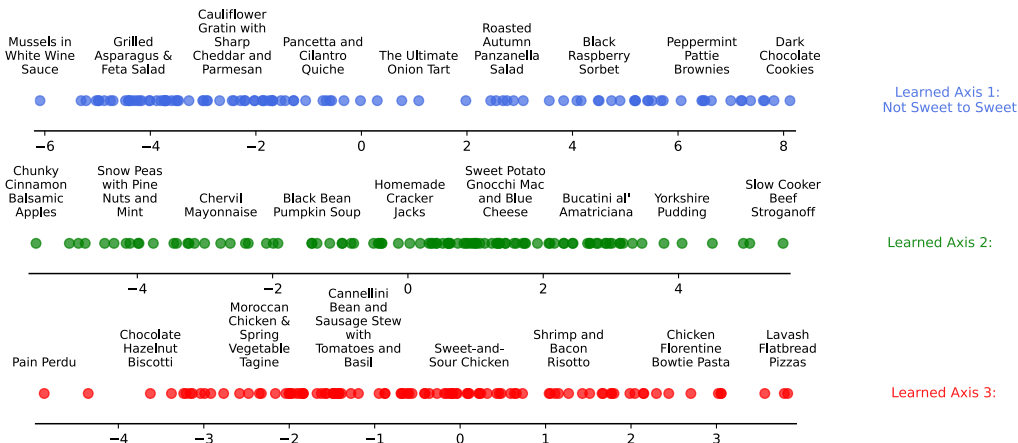 Mussels in
White Wine
Sauce
Grilled
Asparagus &
Feta Salad
Cauliflower
Gratin with
Sharp
Cheddar and
Parmesan
Pancetta and
Cilantro
Quiche
The Ultimate
Onion Tart
Roasted
Autumn
Panzanella
Salad
Black
Raspberry
Sorbet
Peppermint
Pattie
Brownies
Dark
Chocolate
Cookies
Learned Axis 1:
Not Sweet to Sweet
−6 −4 −2 0 2 4 6 8
Chunky
Cinnamon
Balsamic
Apples
Snow Peas
with Pine
Nuts and
Mint
Chervil
Mayonnaise
Black Bean
Pumpkin Soup
Homemade
Cracker
Jacks
Sweet Potato
Gnocchi Mac
and Blue
Cheese
Bucatini al'
Amatriciana
Yorkshire
Pudding
Slow Cooker
Beef
Stroganoff
Learned Axis 2:
−4 −2 0 2 4
Pain Perdu
Chocolate
Hazelnut
Biscotti
Moroccan
Chicken &
Spring
Vegetable
Tagine
Cannellini
Bean and
Sausage Stew
with
Tomatoes and
Basil
Sweet-and-
Sour Chicken
Shrimp and
Bacon
Risotto
Chicken
Florentine
Bowtie Pasta
Lavash
Flatbread
Pizzas
Learned Axis 3:
−4 −3 −2 −1 0 1 2 3